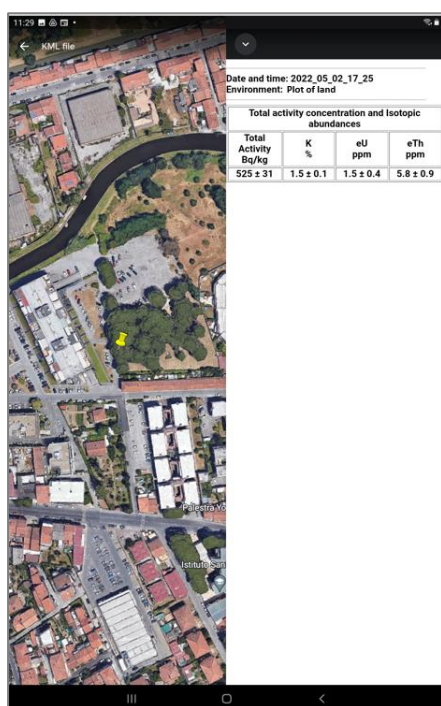 11:29
KML file
Date and time: 2022_05_02_17_25
Environment: Plot of land
Total activity concentration and Isotopic
abundances
Total
Activity
Bq/kg
K
%
eU
ppm
eTh
ppm
525 ± 31
1.5 ± 0.1
1.5 ± 0.4
5.8 ± 0.9
Palestra Yo
Istituto San